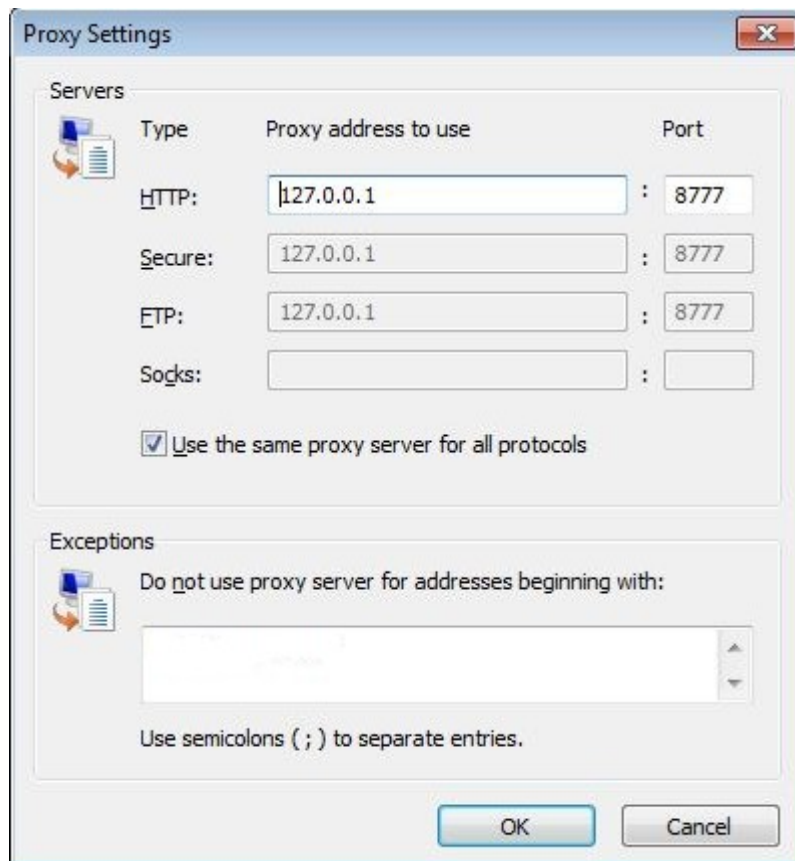 Proxy Settings
Servers
Type Proxy address to use Port
HTTP: 127.0.0.1 : 8777
Secure: 127.0.0.1 : 8777
FTP: 127.0.0.1 : 8777
Socks: :
Use the same proxy server for all protocols
Exceptions
Do not use proxy server for addresses beginning with:
Use semicolons ( ; ) to separate entries.
OK Cancel